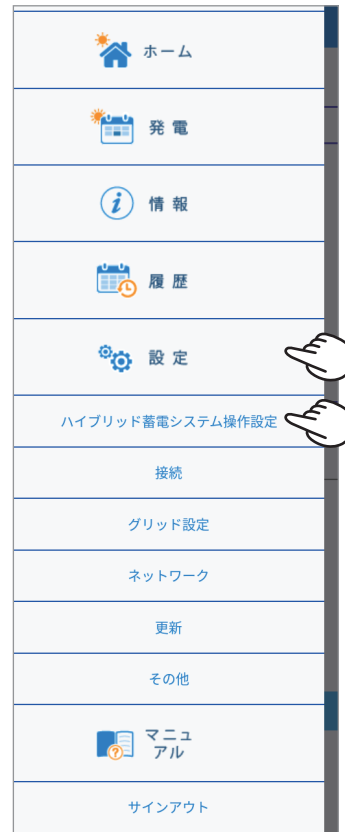 ホーム
発電
情報
履歴
設定
ハイブリッド蓄電システム操作設定
接続
グリッド設定
ネットワーク
更新
その他
マニュ
アル
サインアウト